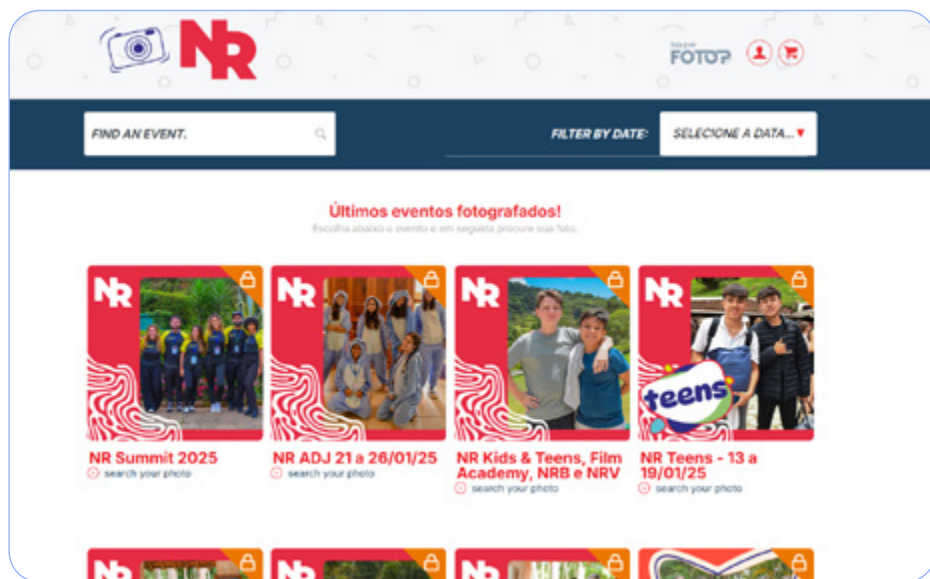 NR
FOTOP
FIND AN EVENT.
FILTER BY DATE:
SELECIONE A DATA...
Últimos eventos fotografados!
Escolha abaixo o evento e em seguida procure sua foto.
NR
NR
NR
NR
teens
NR Summit 2025
search your photo
NR ADJ 21 a 26/01/25
search your photo
NR Kids & Teens, Film
Academy, NRB e NRV
search your photo
NR Teens - 13 a
19/01/25
search your photo
NR
NR
NR